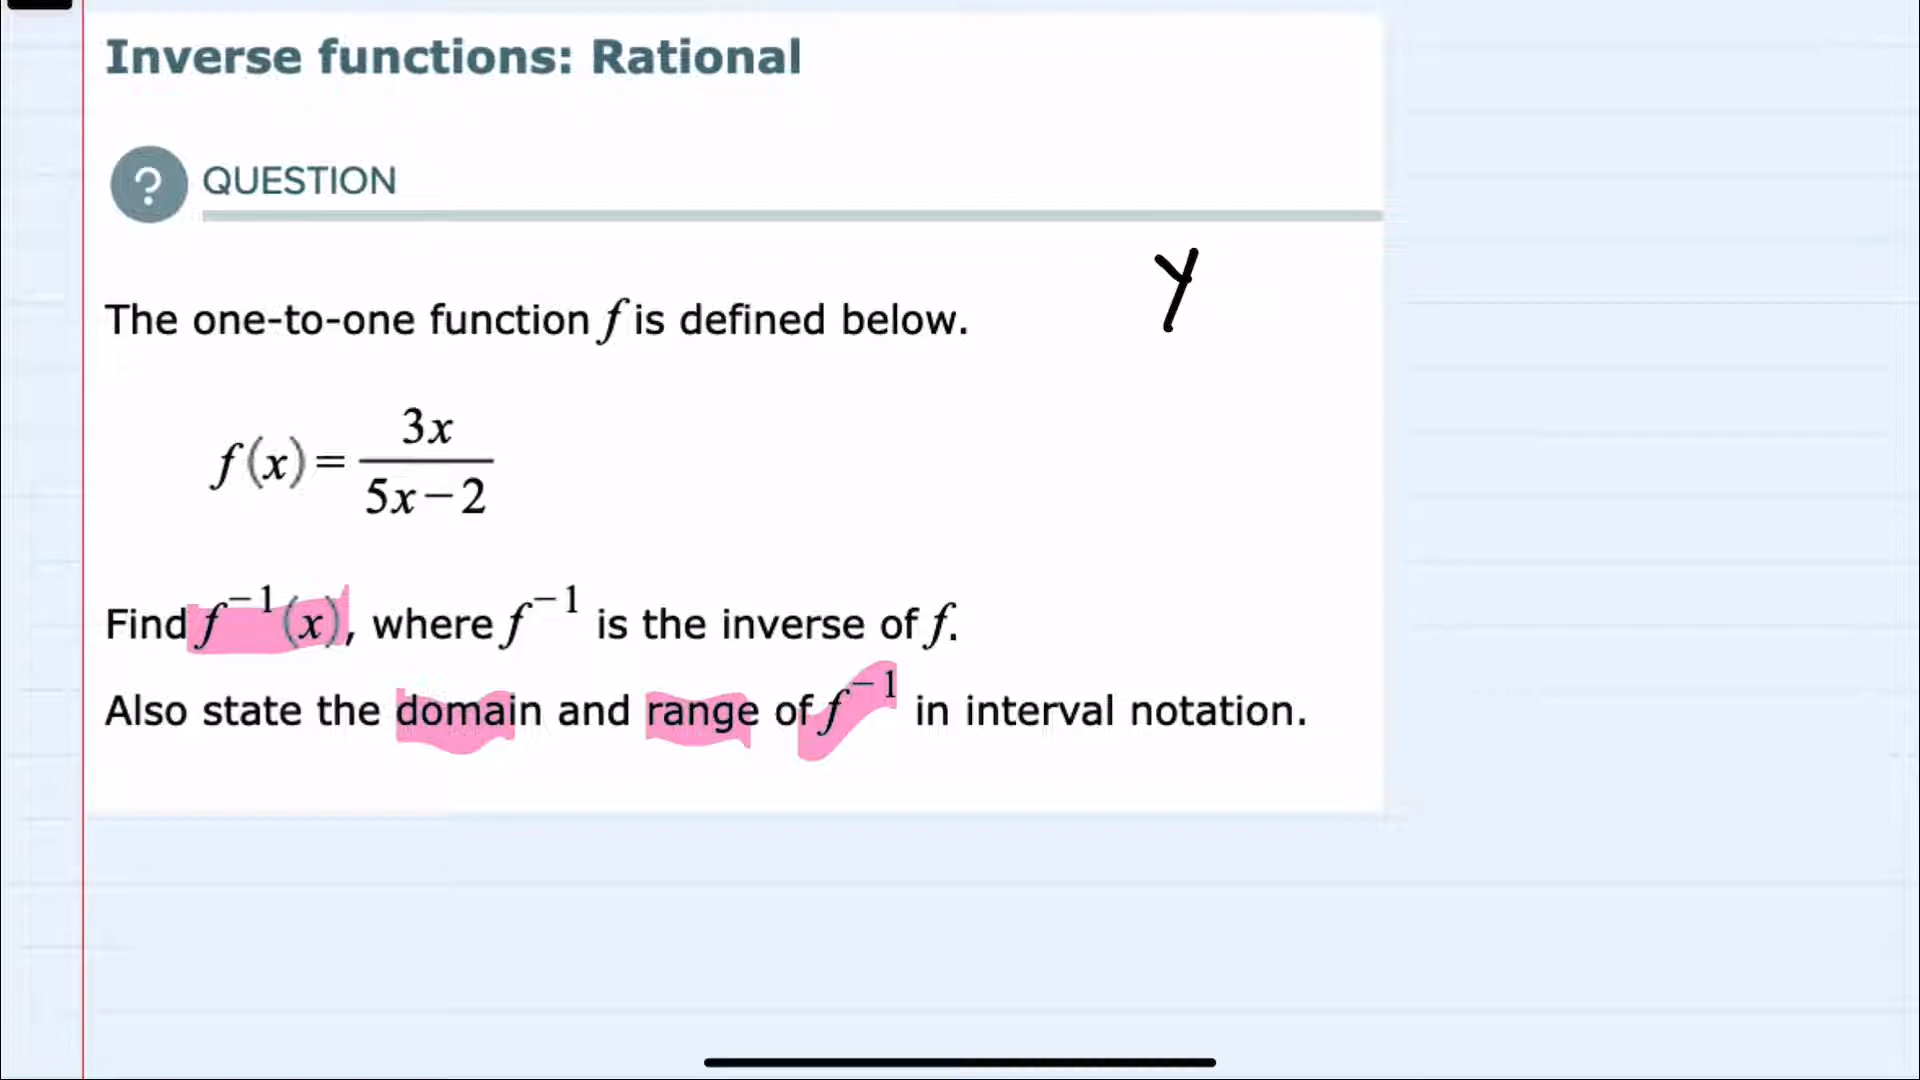 Inverse functions: Rational
? QUESTION
y
The one-to-one function f is defined below.
f(x) = 3x / 5x − 2
Find f⁻¹(x), where f⁻¹ is the inverse of f.
Also state the domain and range of f⁻¹ in interval notation.